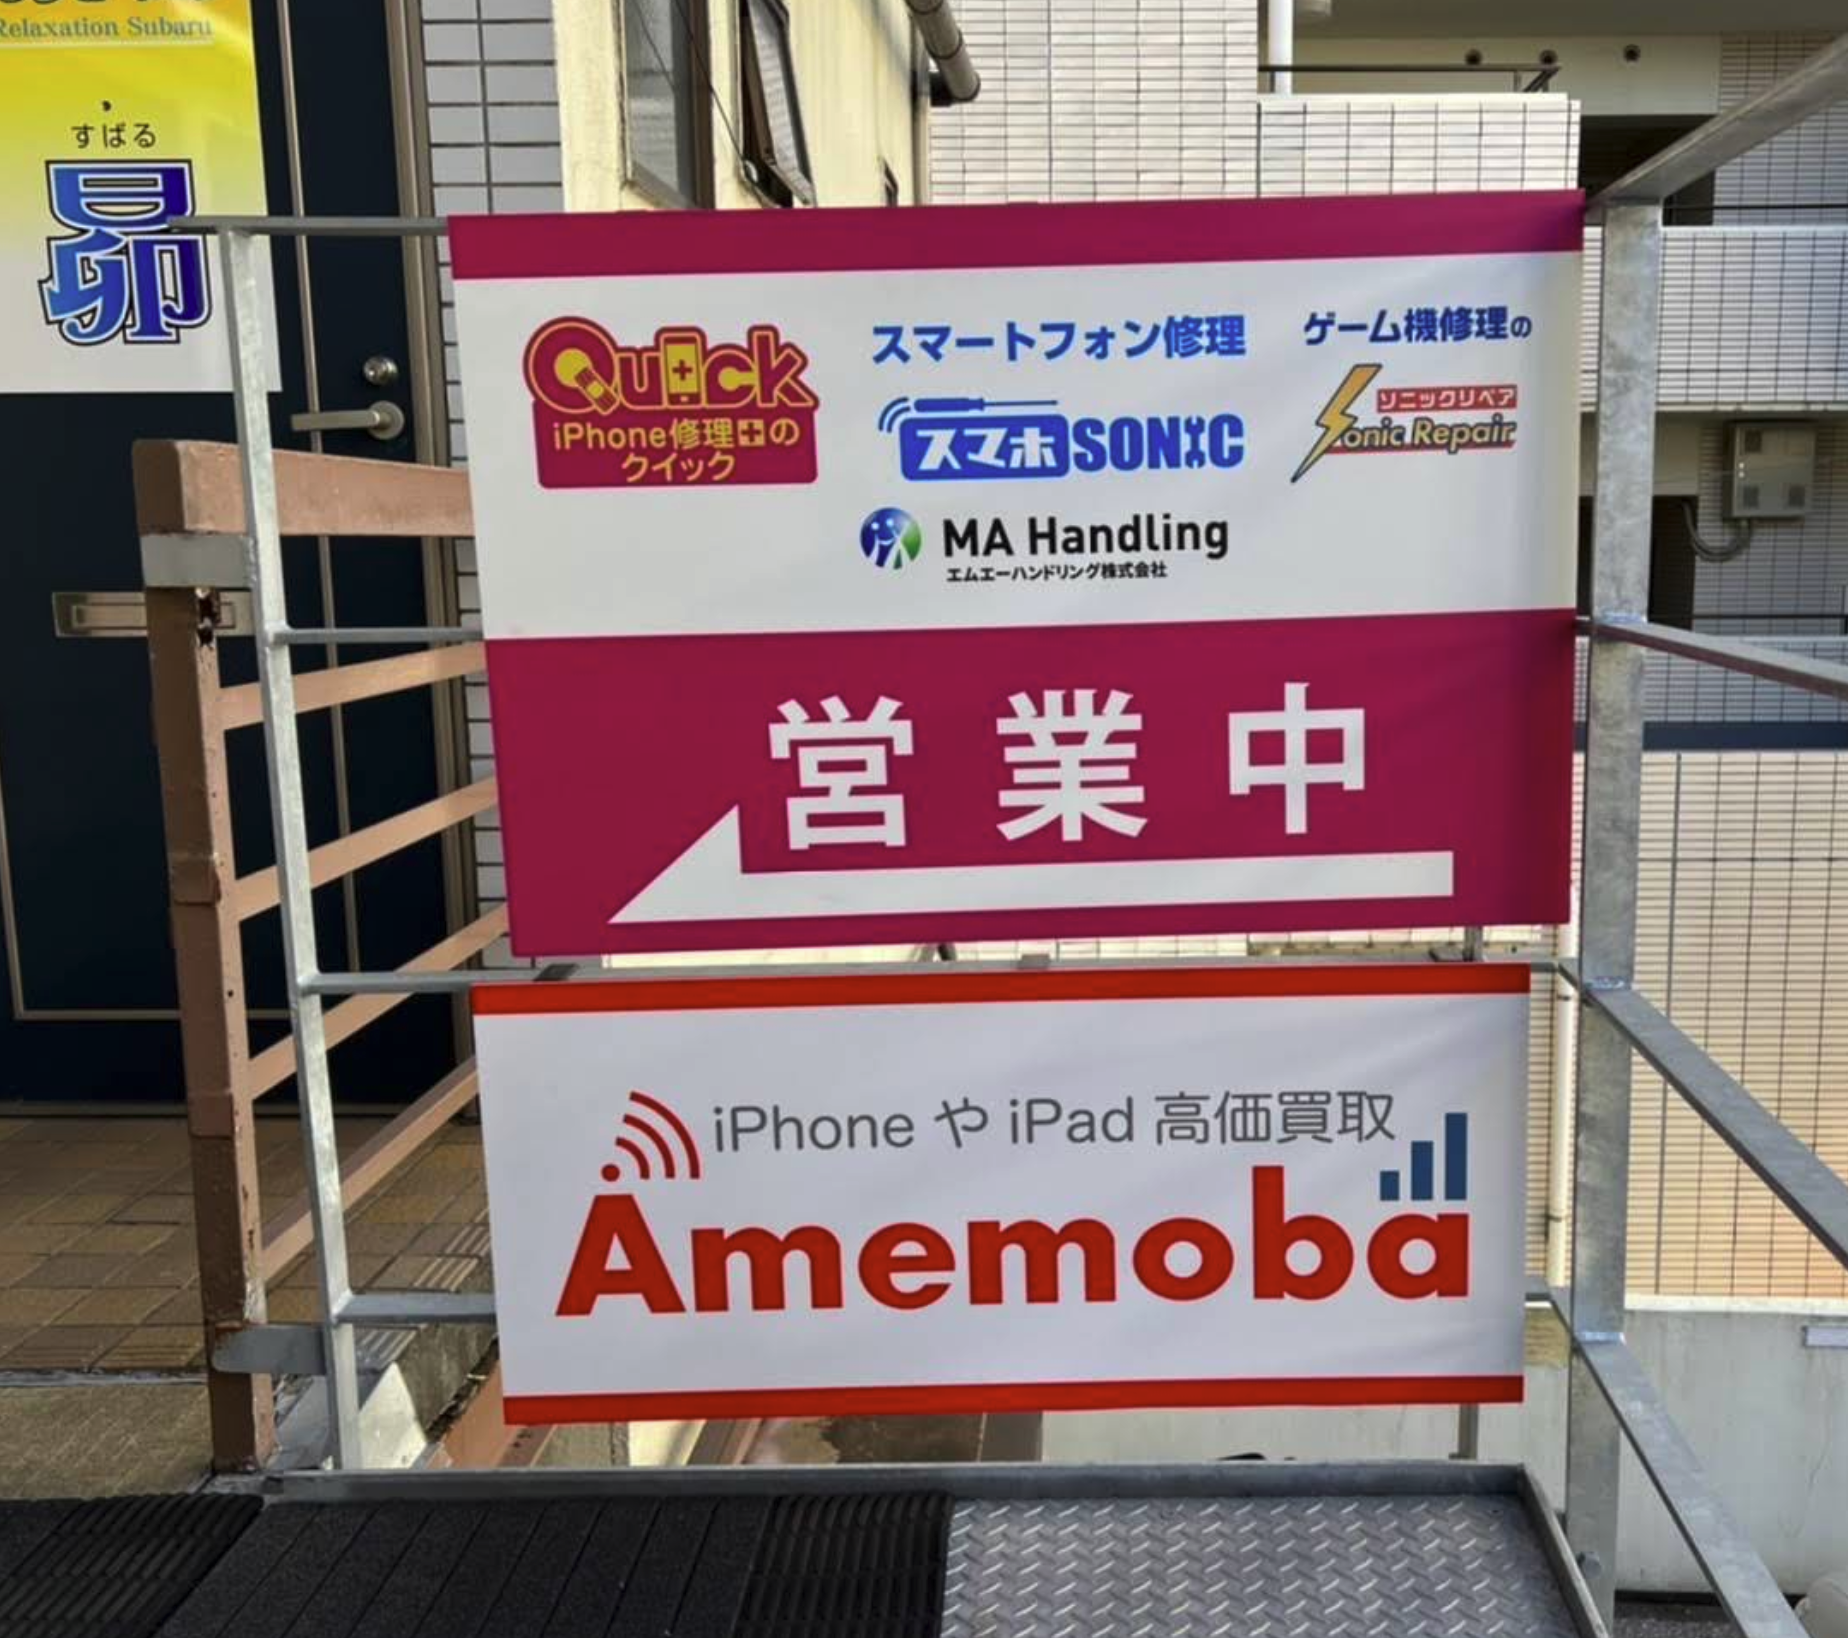 Relaxation Subaru
すばる
昴
Quick
iPhone修理の
クイック
スマートフォン修理
スマホSONIC
ゲーム機修理の
ソニックリペア
Sonic Repair
MA Handling
エムエーハンドリング株式会社
営業中
iPhone や iPad 高価買取
Amemoba